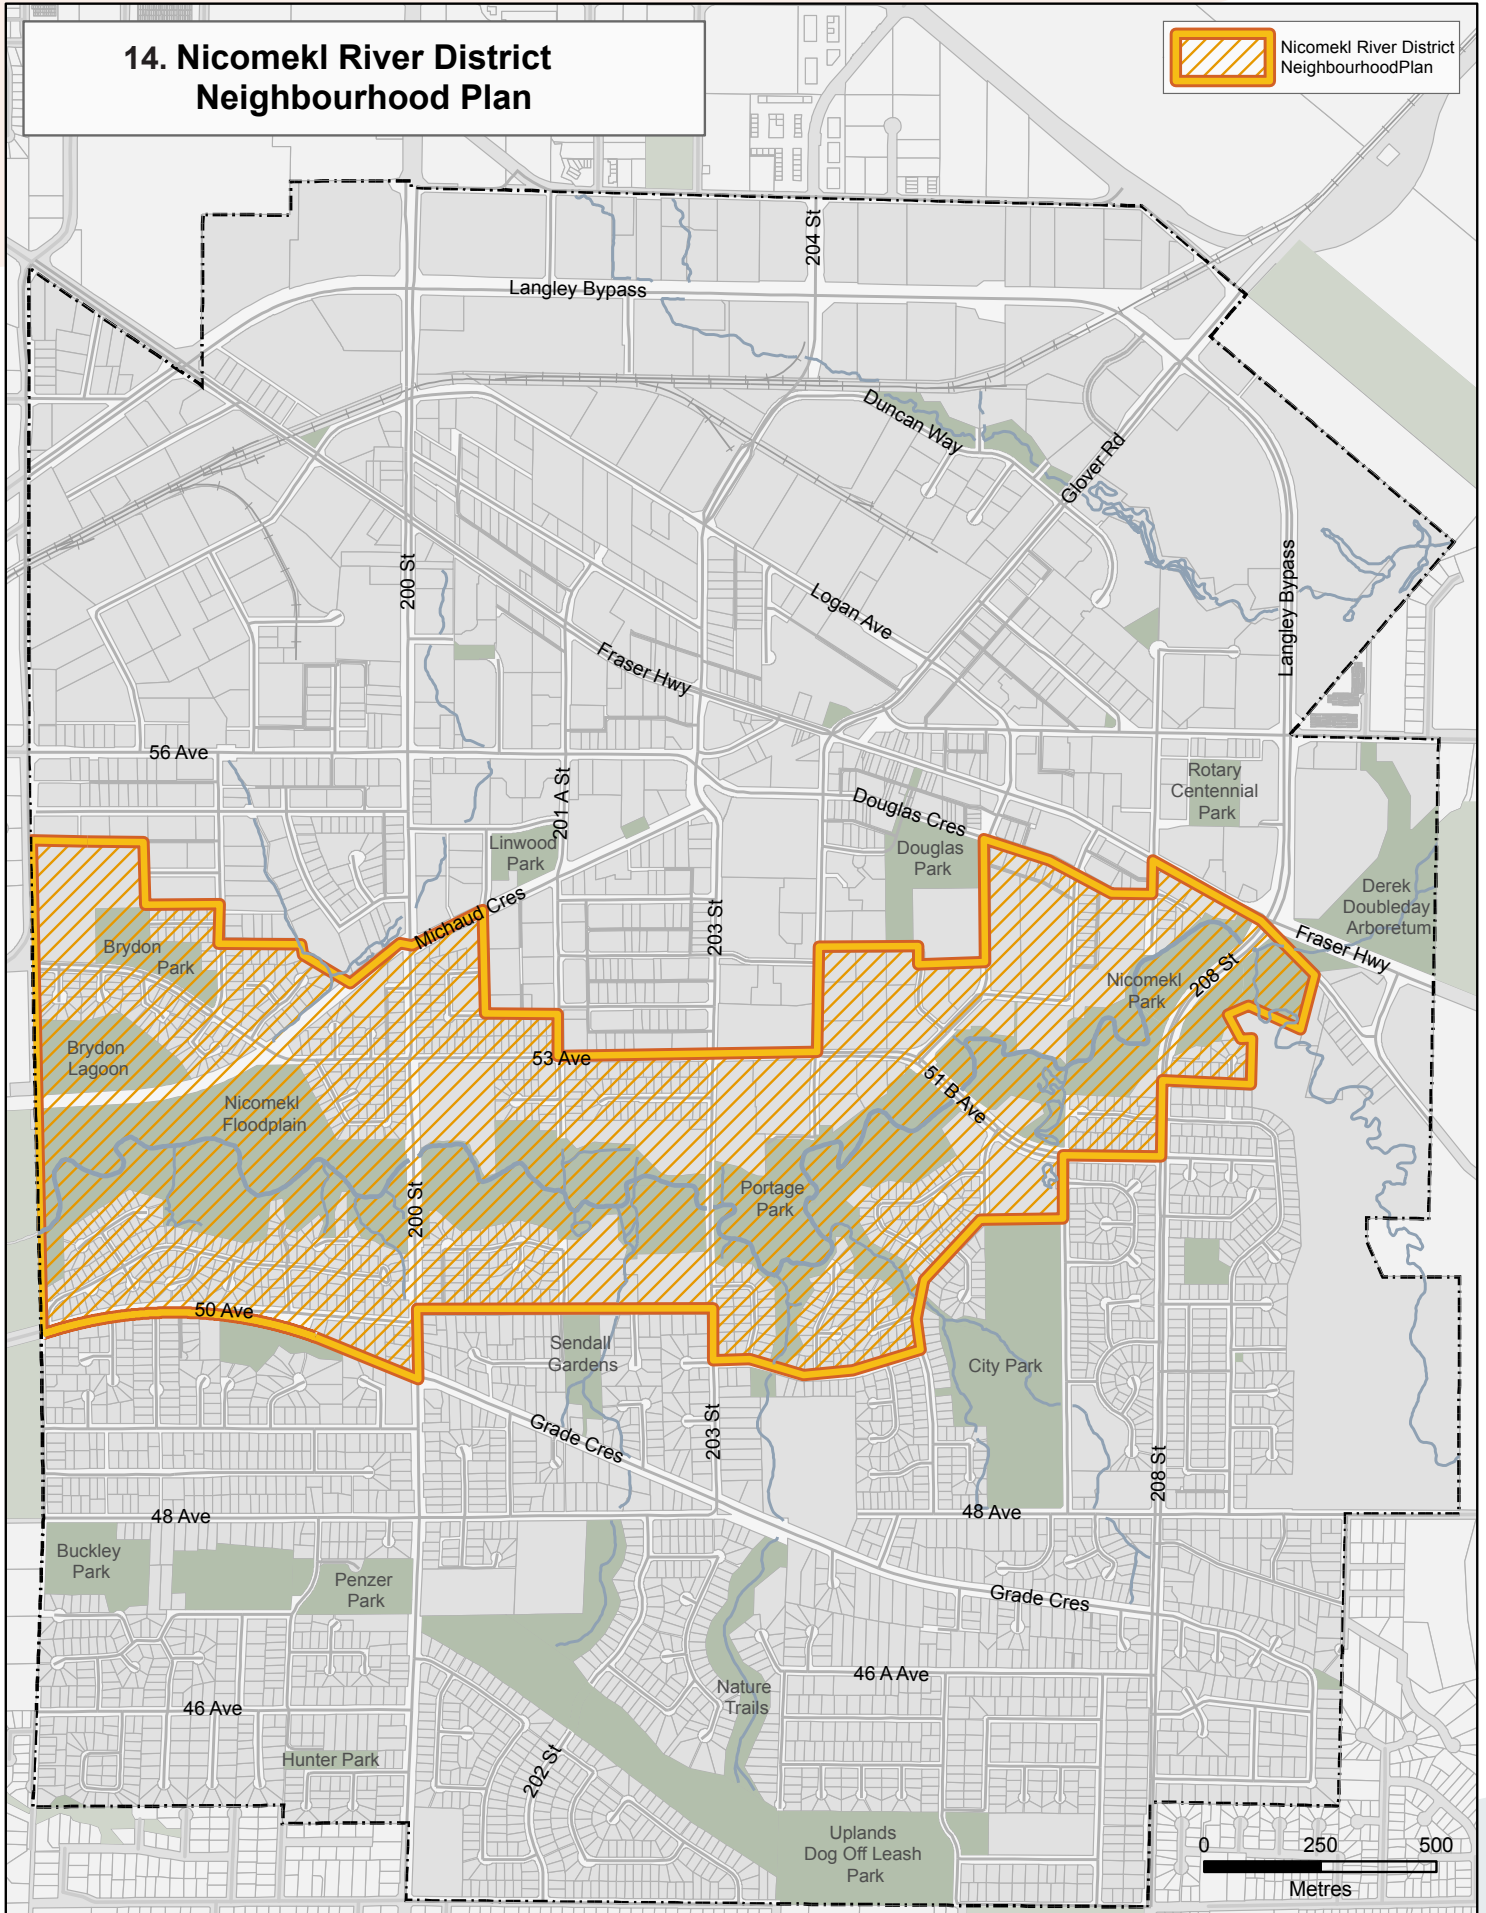 14. Nicomekl River District
Neighbourhood Plan
Nicomekl River District
NeighbourhoodPlan
204 St
Langley Bypass
Duncan Way
Glover Rd
200 St
Langley Bypass
Logan Ave
Fraser Hwy
56 Ave
201 A St
Rotary
Centennial
Park
Douglas Cres
Linwood
Park
Douglas
Park
Derek
Doubleday
Arboretum
Michaud Cres
203 St
Fraser Hwy
Brydon
Park
Nicomekl
Park
208 St
Brydon
Lagoon
53 Ave
51 B Ave
Nicomekl
Floodplain
200 St
Portage
Park
50 Ave
Sendall
Gardens
City Park
Grade Cres
203 St
208 St
48 Ave
48 Ave
Buckley
Park
Penzer
Park
Grade Cres
46 A Ave
Nature
Trails
46 Ave
Hunter Park
202 St
Uplands
Dog Off Leash
Park
0 250 500
Metres